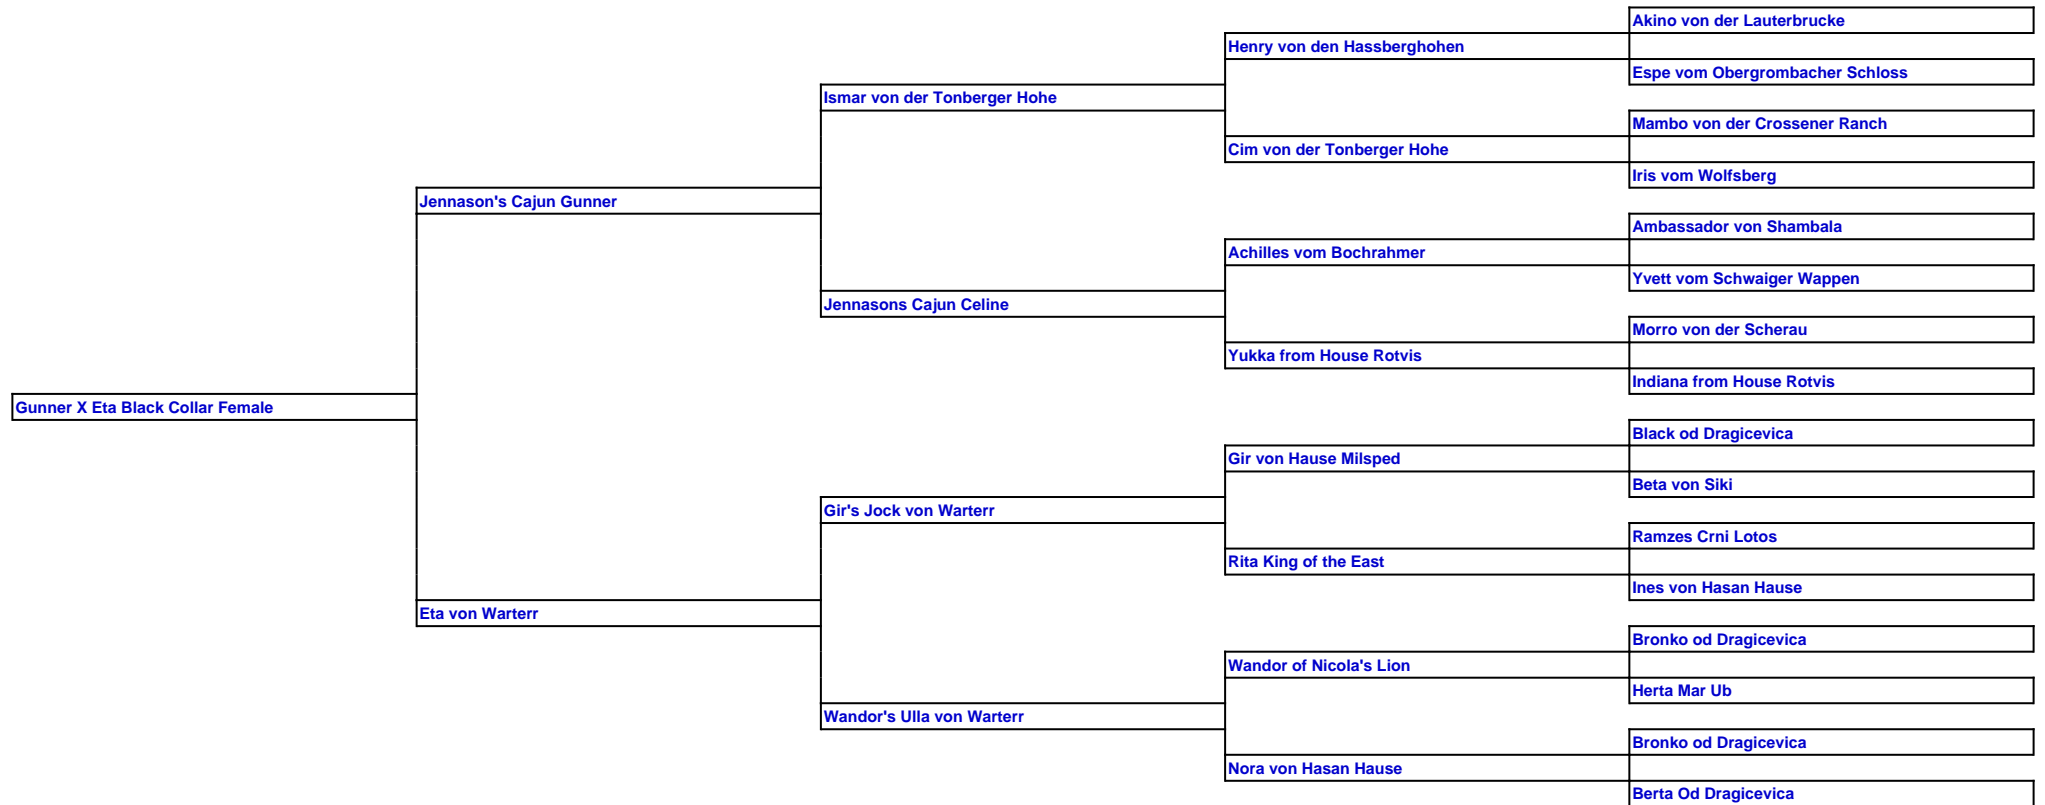 Akino von der Lauterbrucke
Henry von den Hassberghohen
Espe vom Obergrombacher Schloss
Ismar von der Tonberger Hohe
Mambo von der Crossener Ranch
Cim von der Tonberger Hohe
Iris vom Wolfsberg
Jennason's Cajun Gunner
Ambassador von Shambala
Achilles vom Bochrahmer
Yvett vom Schwaiger Wappen
Jennasons Cajun Celine
Morro von der Scherau
Yukka from House Rotvis
Indiana from House Rotvis
Gunner X Eta Black Collar Female
Black od Dragicevica
Gir von Hause Milsped
Beta von Siki
Gir's Jock von Warterr
Ramzes Crni Lotos
Rita King of the East
Ines von Hasan Hause
Eta von Warterr
Bronko od Dragicevica
Wandor of Nicola's Lion
Herta Mar Ub
Wandor's Ulla von Warterr
Bronko od Dragicevica
Nora von Hasan Hause
Berta Od Dragicevica